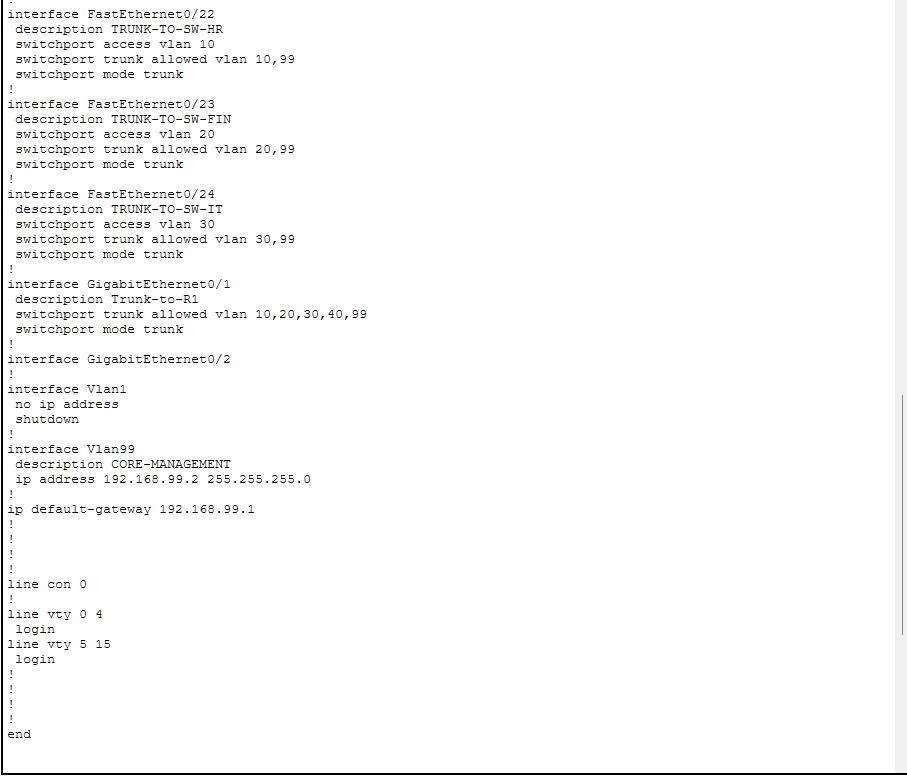 !
interface FastEthernet0/22
description TRUNK-TO-SW-HR
switchport access vlan 10
switchport trunk allowed vlan 10,99
switchport mode trunk
!
interface FastEthernet0/23
description TRUNK-TO-SW-FIN
switchport access vlan 20
switchport trunk allowed vlan 20,99
switchport mode trunk
!
interface FastEthernet0/24
description TRUNK-TO-SW-IT
switchport access vlan 30
switchport trunk allowed vlan 30,99
switchport mode trunk
!
interface GigabitEthernet0/1
description Trunk-to-R1
switchport trunk allowed vlan 10,20,30,40,99
switchport mode trunk
!
interface GigabitEthernet0/2
!
interface Vlan1
no ip address
shutdown
!
interface Vlan99
description CORE-MANAGEMENT
ip address 192.168.99.2 255.255.255.0
!
ip default-gateway 192.168.99.1
!
!
!
!
line con 0
!
line vty 0 4
login
line vty 5 15
login
!
!
!
!
end